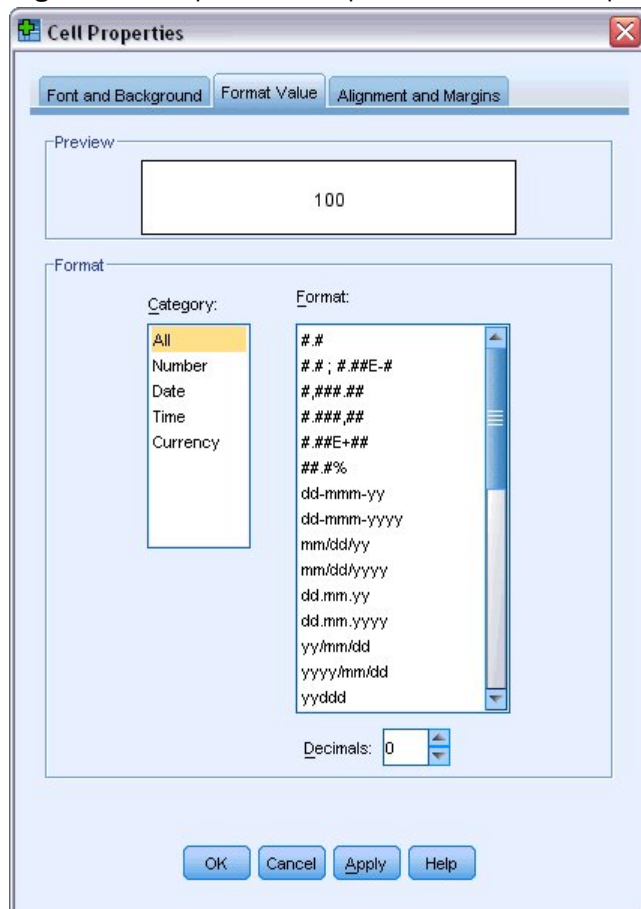 Cell Properties
Font and Background
Format Value
Alignment and Margins
Preview
100
Format
Category:
Format:
All
Number
Date
Time
Currency
#.#
#.# ; #.##E-#
#,###.##
#.###,##
#.##E+##
##.#%
dd-mmm-yy
dd-mmm-yyyy
mm/dd/yy
mm/dd/yyyy
dd.mm.yy
dd.mm.yyyy
yy/mm/dd
yyyy/mm/dd
yyddd
Decimals: 0
OK
Cancel
Apply
Help